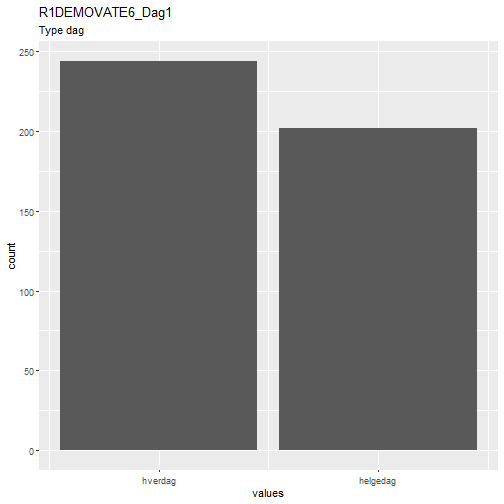 R1DEMOVATE6_Dag1
Type dag
250
200
150
100
50
0
count
hverdag
helgedag
values